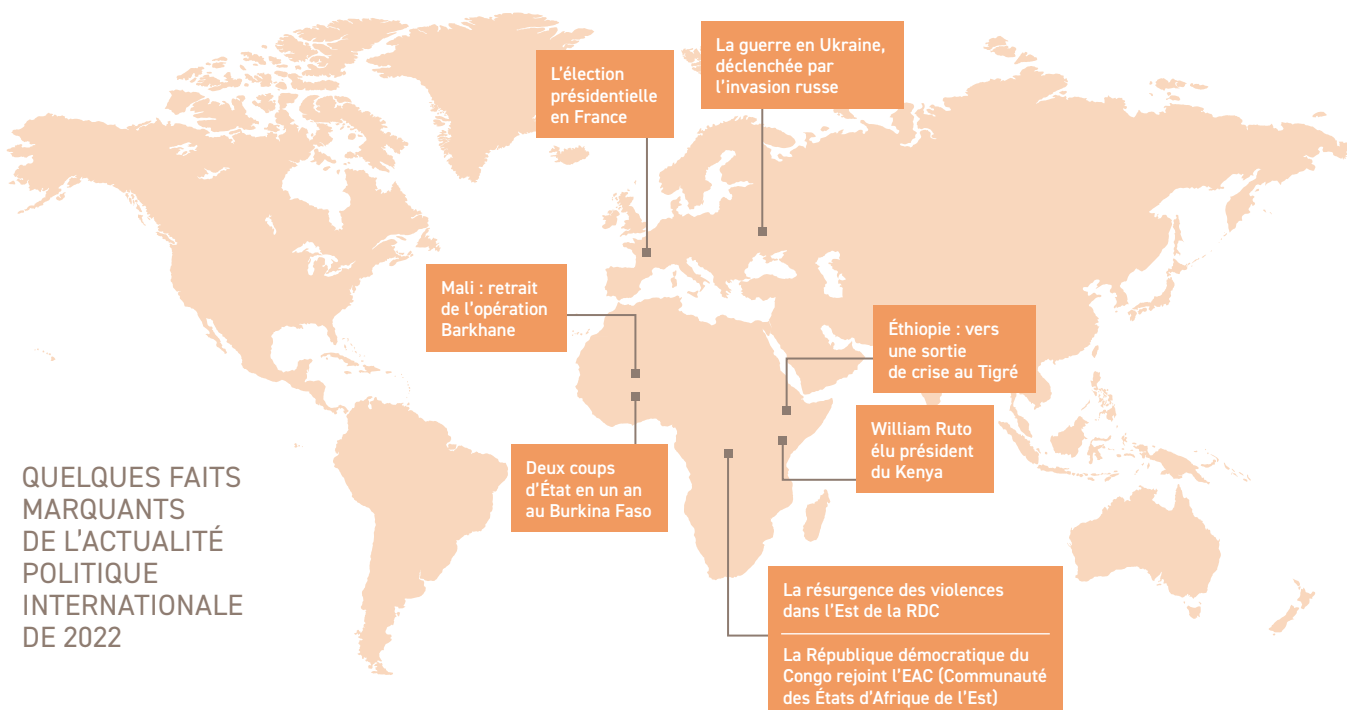 La guerre en Ukraine,
déclenchée par
l'invasion russe
L'élection
présidentielle
en France
Mali : retrait
de l'opération
Barkhane
Éthiopie : vers
une sortie
de crise au Tigré
William Ruto
élu président
du Kenya
Deux coups
d'État en un an
au Burkina Faso
QUELQUES FAITS
MARQUANTS
DE L'ACTUALITÉ
POLITIQUE
INTERNATIONALE
DE 2022
La résurgence des violences
dans l'Est de la RDC
La République démocratique du
Congo rejoint l'EAC (Communauté
des États d'Afrique de l'Est)